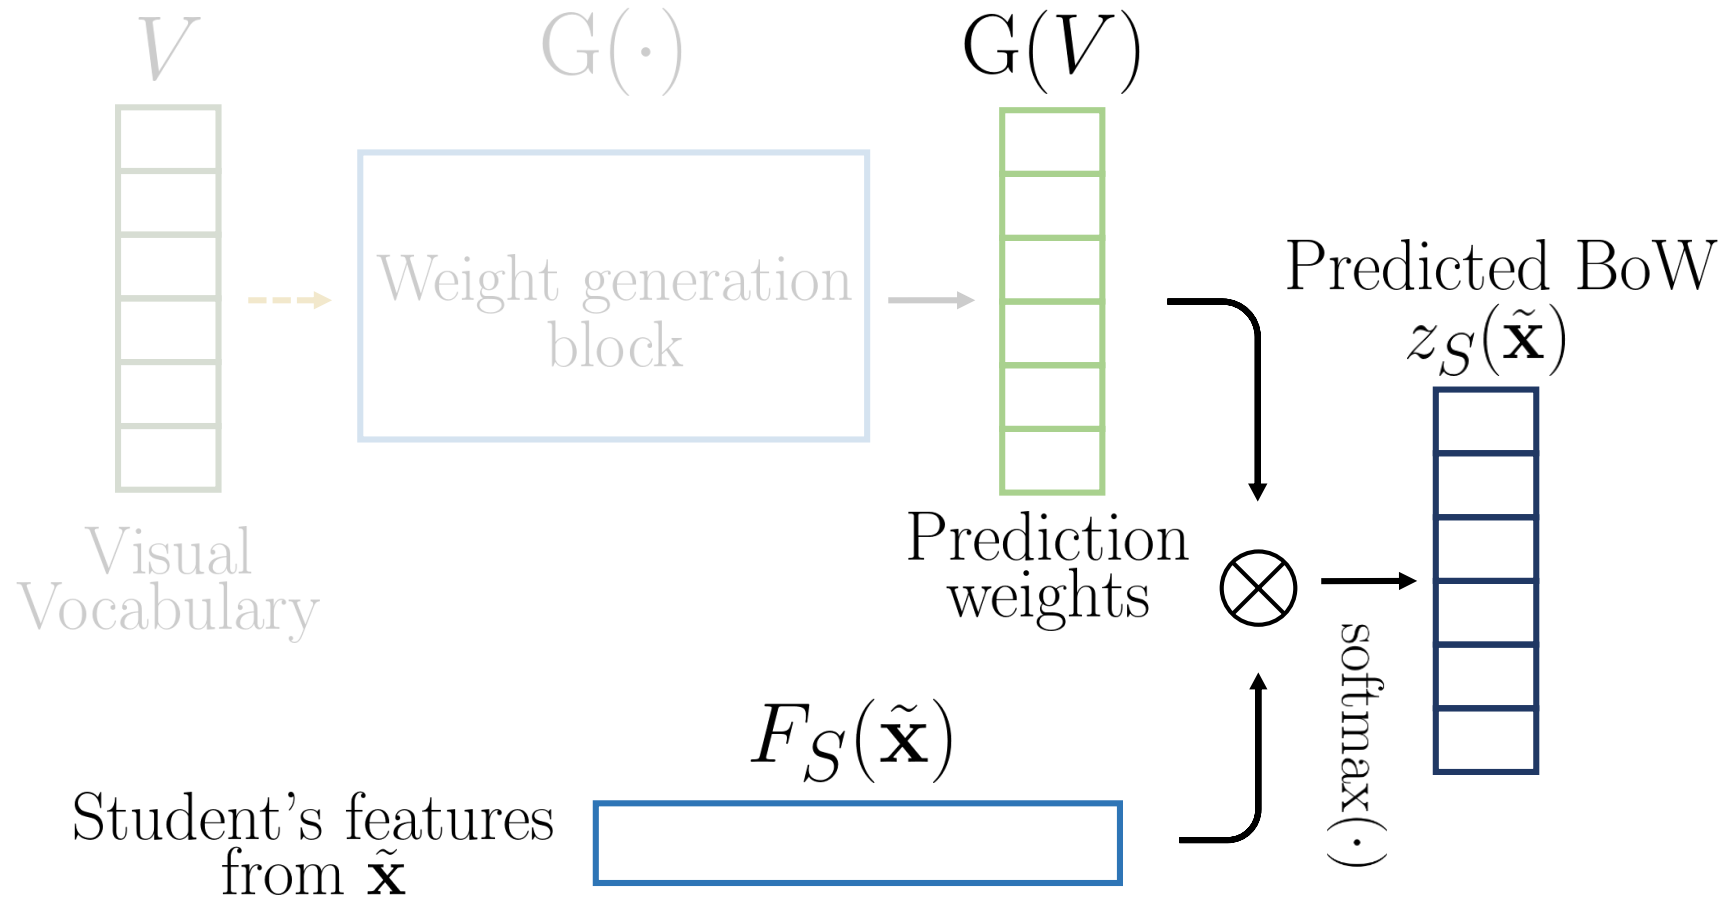 V
G(·)
G(V)
Weight generation
block
Predicted BoW
z_S(x̃)
Visual
Vocabulary
Prediction
weights
softmax(·)
F_S(x̃)
Student's features
from x̃